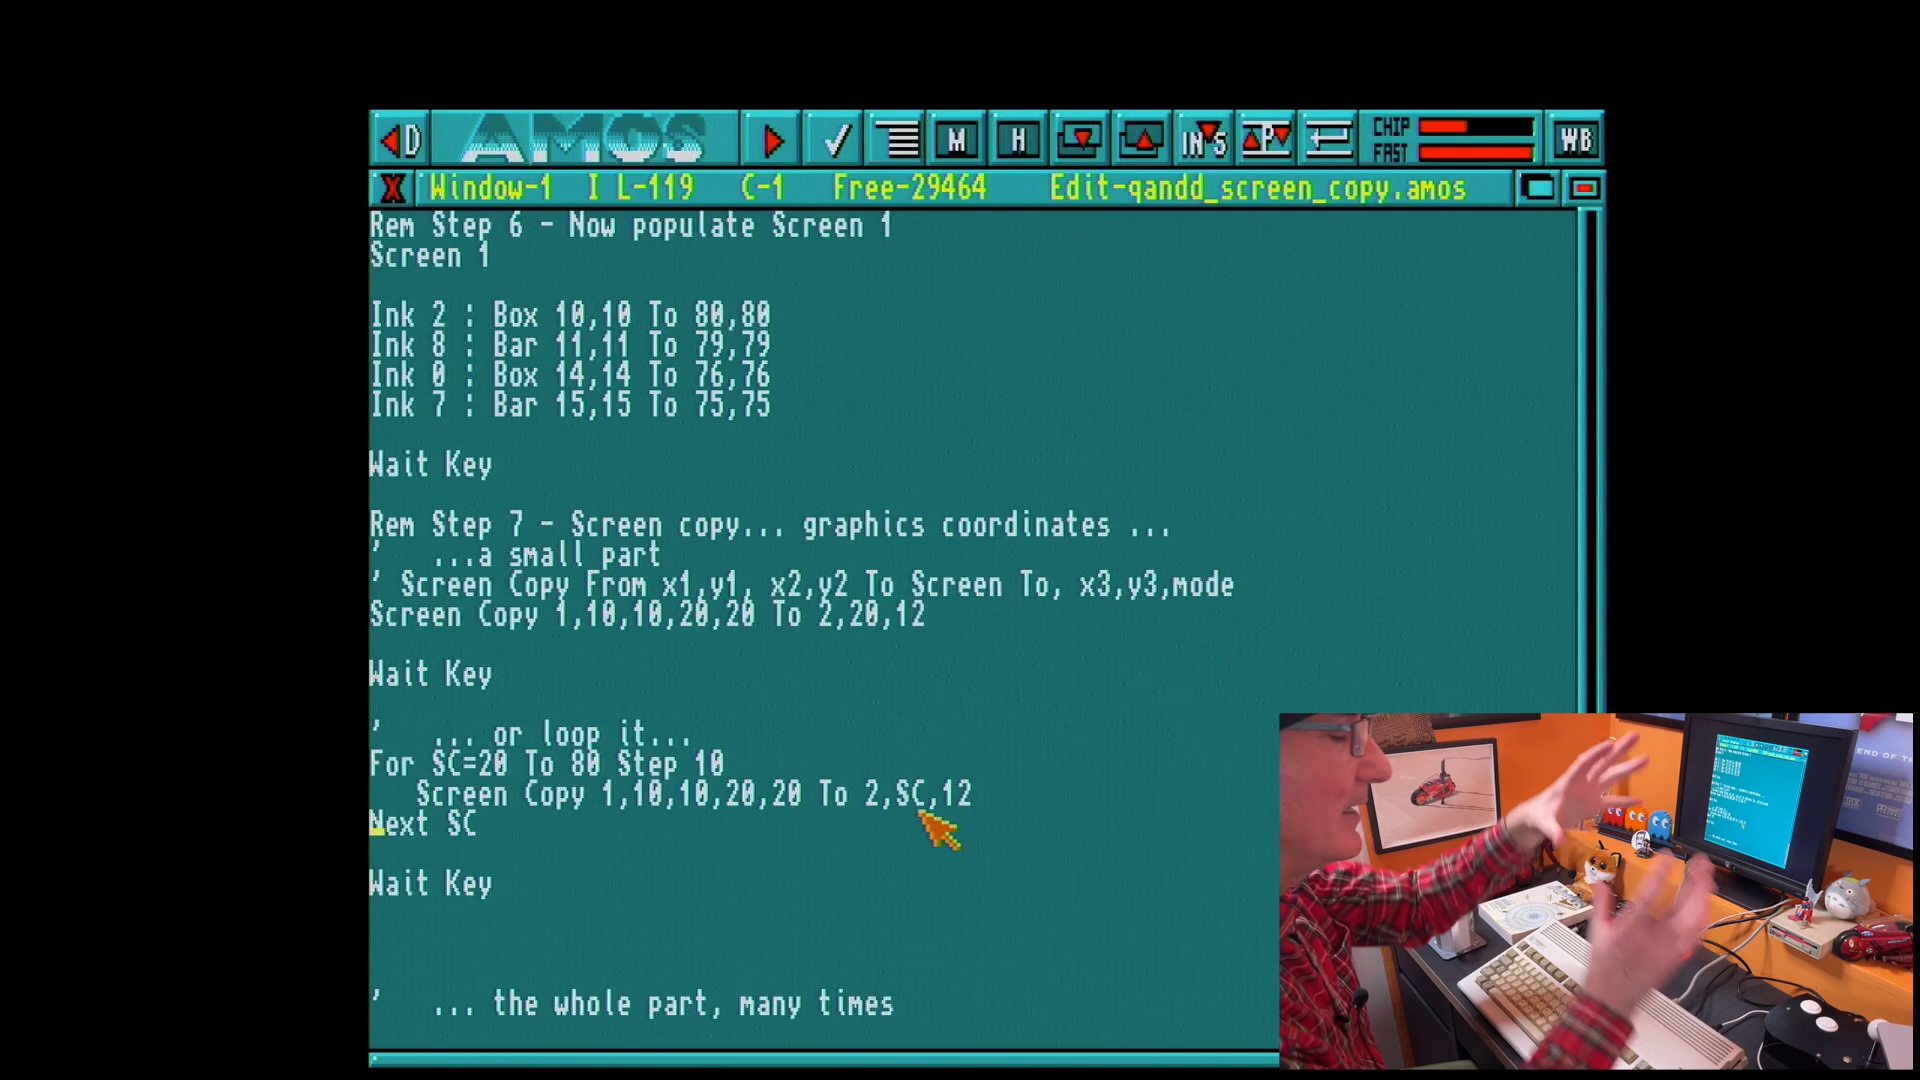 D AMOS M H INS P CHIP FAST WB
X Window-1 I L-119 C-1 Free-29464 Edit-qandd_screen_copy.amos
Rem Step 6 - Now populate Screen 1
Screen 1
Ink 2 : Box 10,10 To 80,80
Ink 8 : Bar 11,11 To 79,79
Ink 0 : Box 14,14 To 76,76
Ink 7 : Bar 15,15 To 75,75
Wait Key
Rem Step 7 - Screen copy... graphics coordinates ...
'   ...a small part
' Screen Copy From x1,y1, x2,y2 To Screen To, x3,y3,mode
Screen Copy 1,10,10,20,20 To 2,20,12
Wait Key
'   ... or loop it...
For SC=20 To 80 Step 10
   Screen Copy 1,10,10,20,20 To 2,SC,12
Next SC
Wait Key
'   ... the whole part, many times
END OF